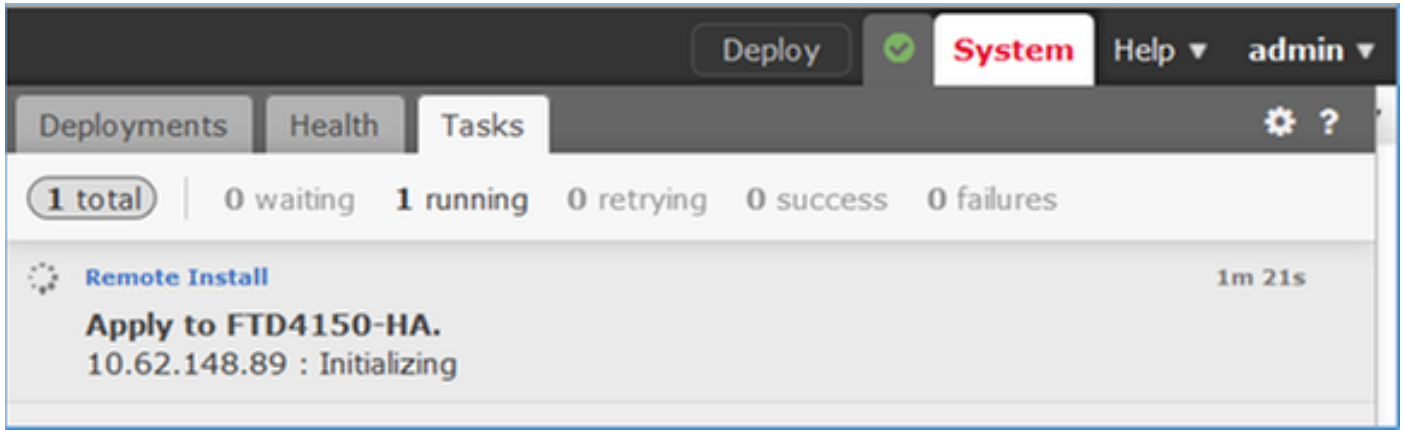 Deploy System Help admin
Deployments Health Tasks ?
1 total 0 waiting 1 running 0 retrying 0 success 0 failures
Remote Install 1m 21s
Apply to FTD4150-HA.
10.62.148.89 : Initializing